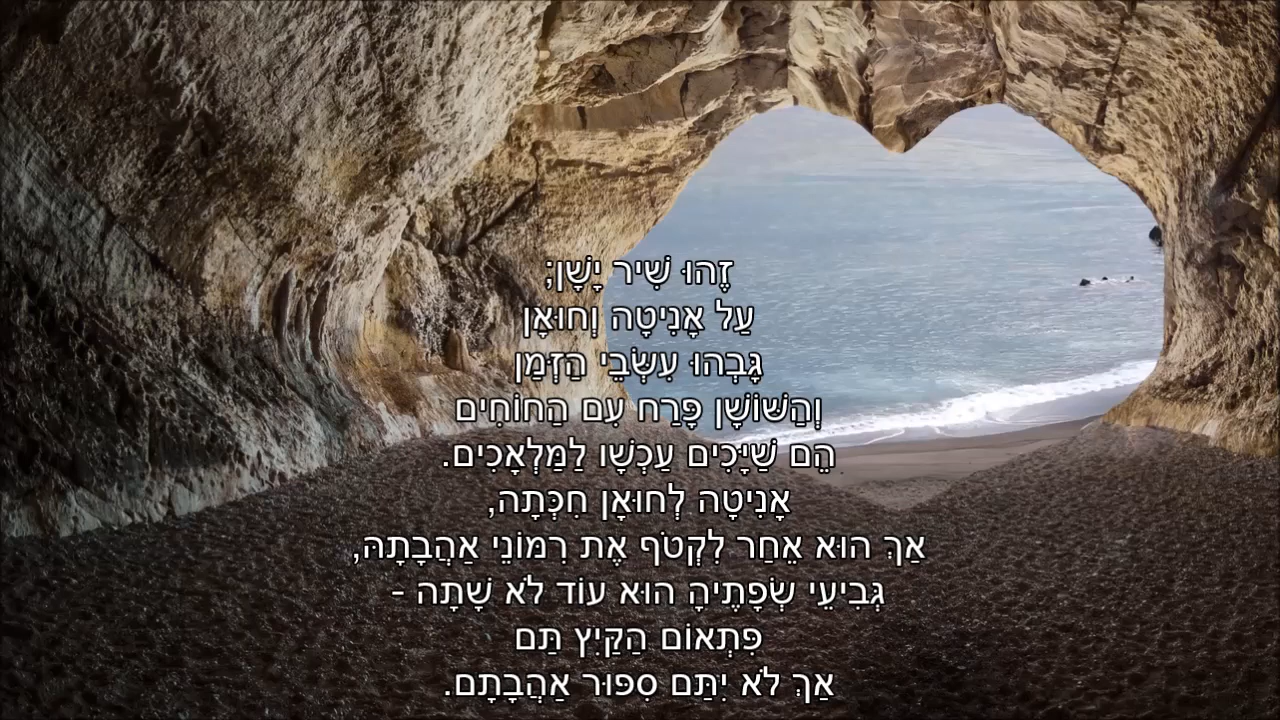 זֶהוּ שִׁיר יָשָׁן;
עַל אָנִיטָה וְחוּאָן
גָּבְהוּ עִשְּׂבֵי הַזְּמַן
וְהַשּׁוֹשָׁן פָּרַח עִם הַחוֹחִים
הֵם שַׁיָּכִים עַכְשָׁו לַמַּלְאָכִים.
אָנִיטָה לְחוּאָן חִכְּתָה,
אַךְ הוּא אֵחַר לִקְטֹף אֶת רִמּוֹנֵי אַהֲבָתָהּ,
גְּבִיעֵי שְׂפָתֶיהָ הוּא עוֹד לֹא שָׁתָה -
פִּתְאוֹם הַקַּיִץ תַּם
אַךְ לֹא יִתַּם סִפּוּר אַהֲבָתָם.